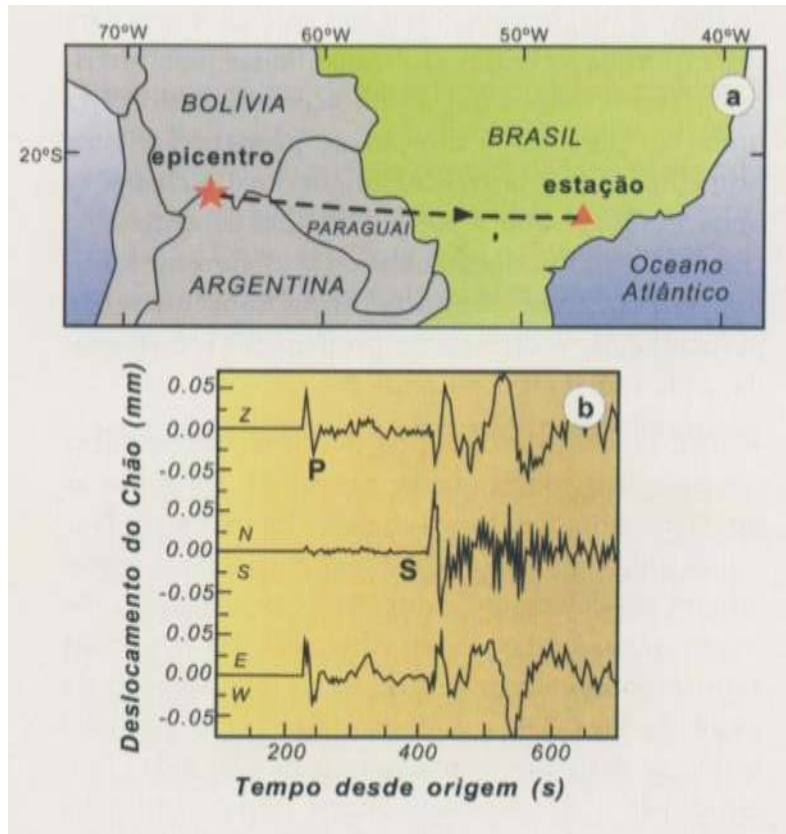 70ºW 60ºW 50ºW 40ºW
a
BOLÍVIA
BRASIL
20ºS
epicentro
estação
PARAGUAI
ARGENTINA
Oceano
Atlântico
b
Deslocamento do Chão (mm)
0.05
Z
0.00
P
-0.05
0.05
N
0.00
S
S
-0.05
0.05
E
0.00
W
-0.05
200 400 600
Tempo desde origem (s)